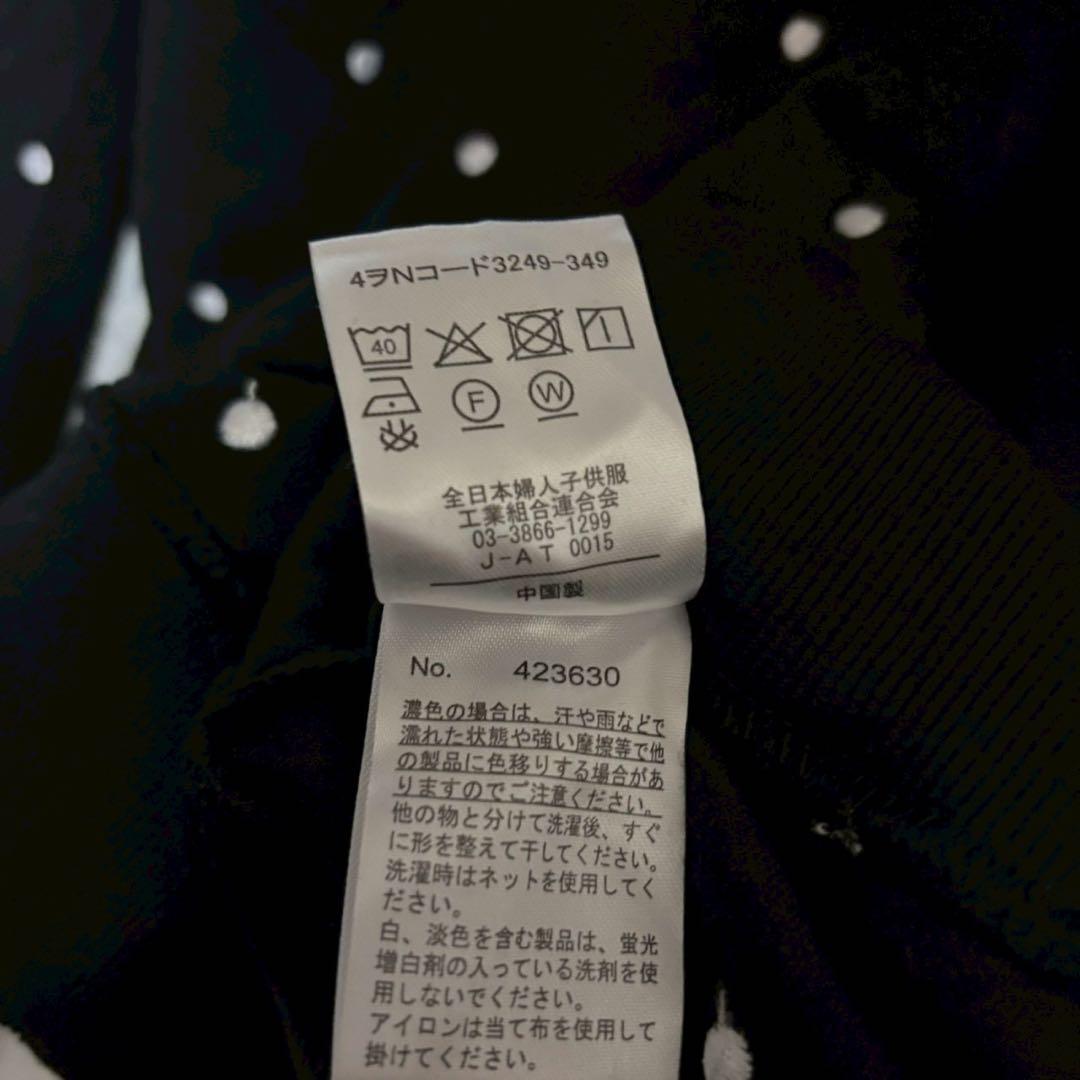 4ヲNコード3249-349
40
F
W
全日本婦人子供服
工業組合連合会
03-3866-1299
J-AT 0015
中国製
No. 423630
濃色の場合は、汗や雨などで
濡れた状態や強い摩擦等で他
の製品に色移りする場合があ
りますのでご注意ください。
他の物と分けて洗濯後、すぐ
に形を整えて干してください。
洗濯時はネットを使用してく
ださい。
白、淡色を含む製品は、蛍光
増白剤の入っている洗剤を使
用しないでください。
アイロンは当て布を使用して
掛けてください。